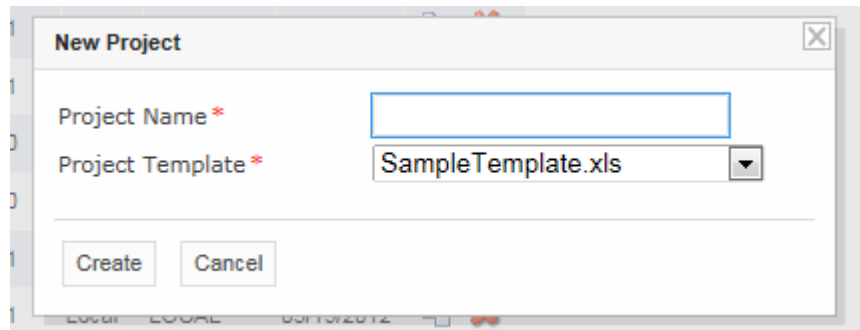 New Project
Project Name *
Project Template * SampleTemplate.xls
Create Cancel